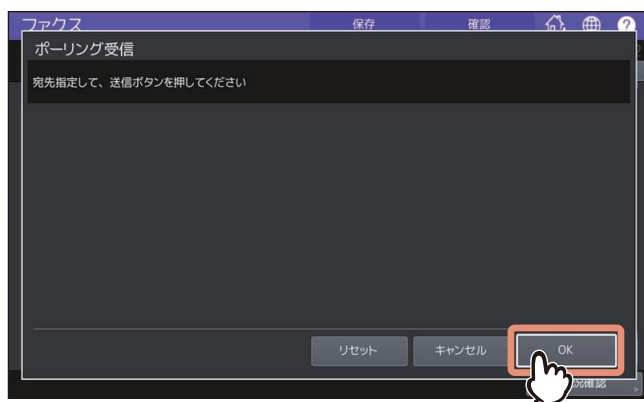 ファクス 保存 確認
ポーリング受信
宛先指定して、送信ボタンを押してください
リセット キャンセル OK
況確認